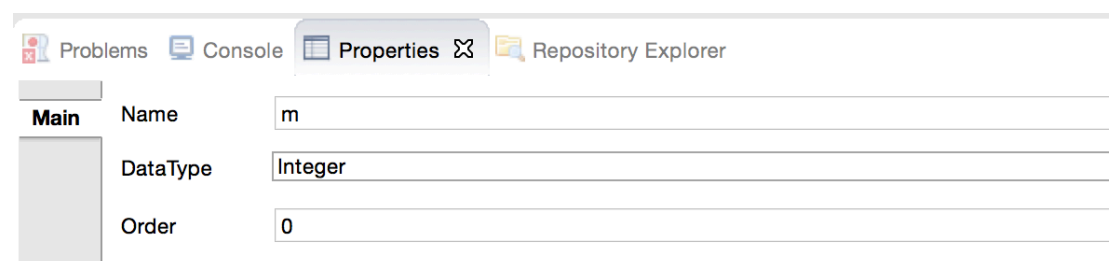 Problems Console Properties Repository Explorer
Main Name m
DataType Integer
Order 0